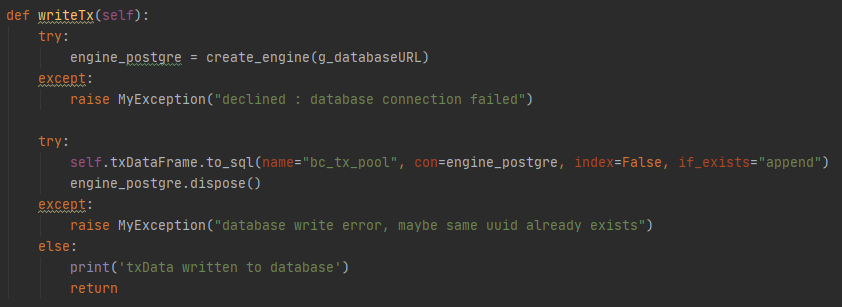 def writeTx(self):
    try:
        engine_postgre = create_engine(g_databaseURL)
    except:
        raise MyException("declined : database connection failed")

    try:
        self.txDataFrame.to_sql(name="bc_tx_pool", con=engine_postgre, index=False, if_exists="append")
        engine_postgre.dispose()
    except:
        raise MyException("database write error, maybe same uuid already exists")
    else:
        print('txData written to database')
        return